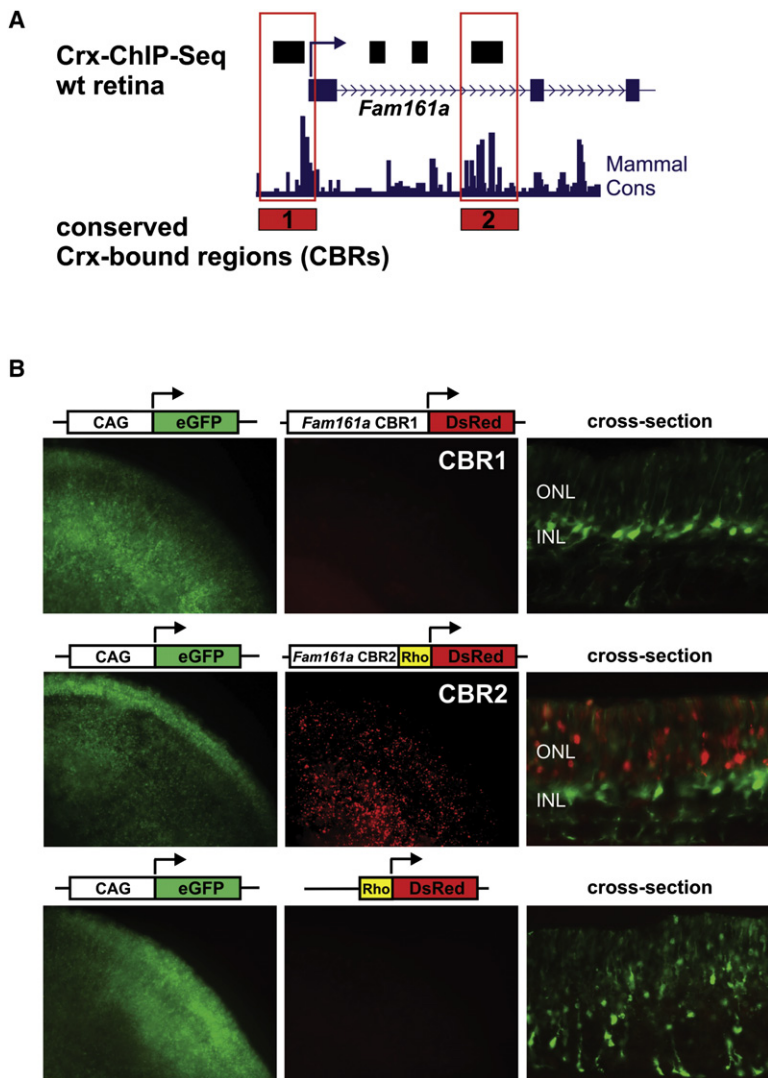 A
Crx-ChIP-Seq
wt retina
Fam161a
Mammal
Cons
1
2
conserved
Crx-bound regions (CBRs)
B
CAG eGFP
Fam161a CBR1 DsRed
cross-section
CBR1
ONL
INL
CAG eGFP
Fam161a CBR2 Rho DsRed
cross-section
CBR2
ONL
INL
CAG eGFP
Rho DsRed
cross-section